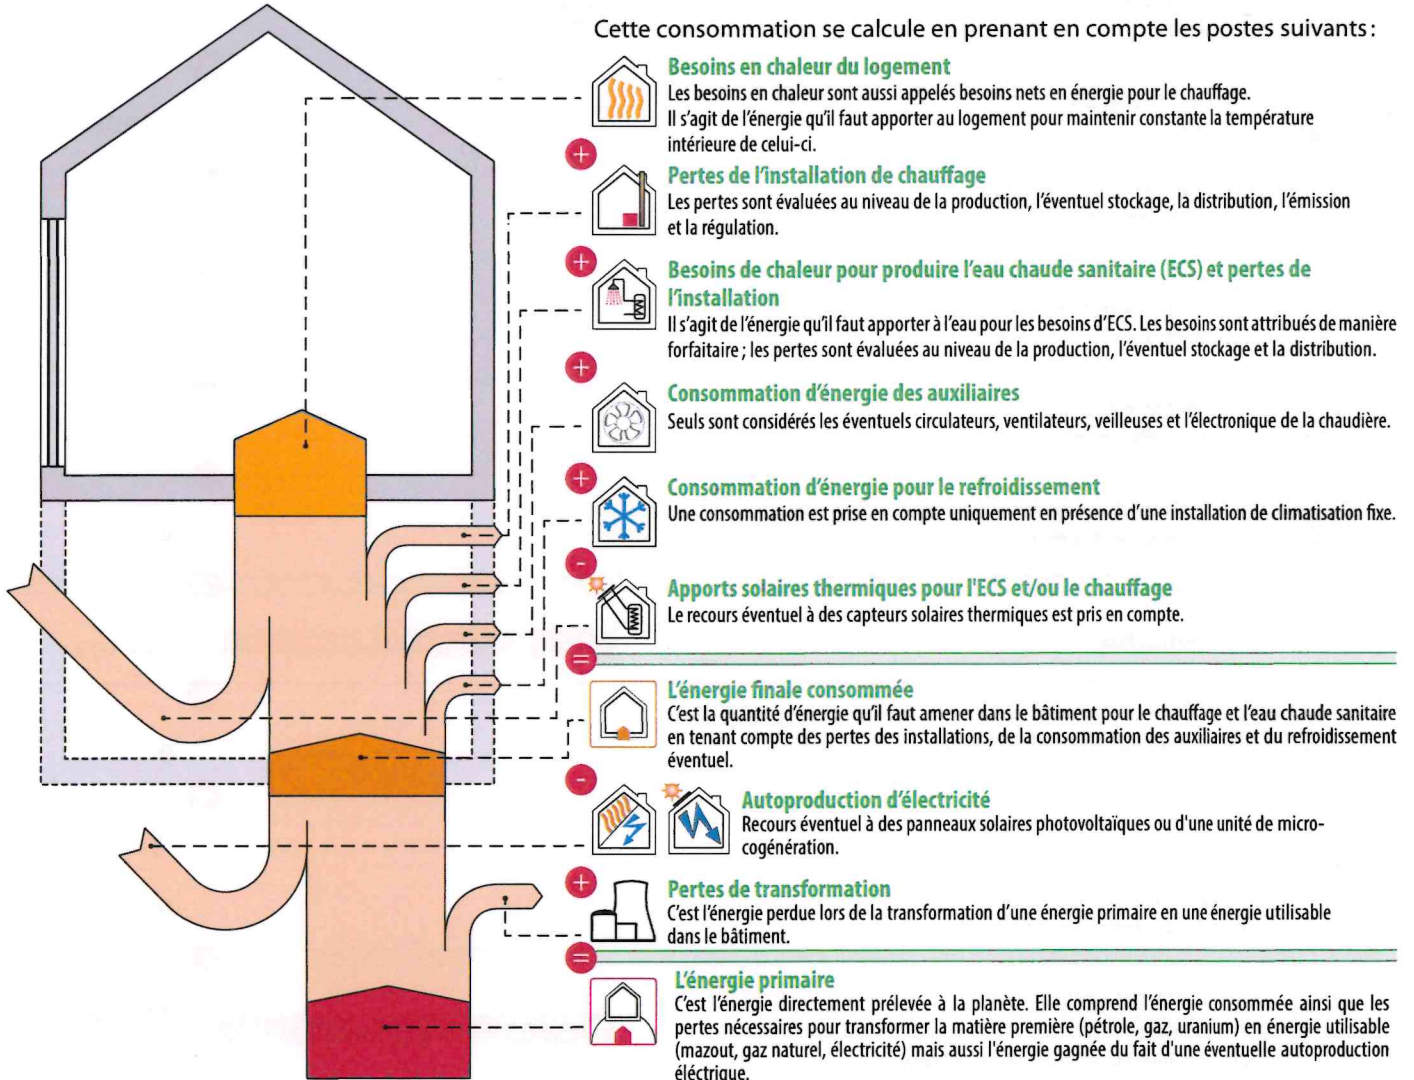 Cette consommation se calcule en prenant en compte les postes suivants :
Besoins en chaleur du logement
Les besoins en chaleur sont aussi appelés besoins nets en énergie pour le chauffage.
Il s'agit de l'énergie qu'il faut apporter au logement pour maintenir constante la température
intérieure de celui-ci.
+
Pertes de l'installation de chauffage
Les pertes sont évaluées au niveau de la production, l'éventuel stockage, la distribution, l'émission
et la régulation.
+
Besoins de chaleur pour produire l'eau chaude sanitaire (ECS) et pertes de
l'installation
Il s'agit de l'énergie qu'il faut apporter à l'eau pour les besoins d'ECS. Les besoins sont attribués de manière
forfaitaire ; les pertes sont évaluées au niveau de la production, l'éventuel stockage et la distribution.
+
Consommation d'énergie des auxiliaires
Seuls sont considérés les éventuels circulateurs, ventilateurs, veilleuses et l'électronique de la chaudière.
+
Consommation d'énergie pour le refroidissement
Une consommation est prise en compte uniquement en présence d'une installation de climatisation fixe.
-
Apports solaires thermiques pour l'ECS et/ou le chauffage
Le recours éventuel à des capteurs solaires thermiques est pris en compte.
=
L'énergie finale consommée
C'est la quantité d'énergie qu'il faut amener dans le bâtiment pour le chauffage et l'eau chaude sanitaire
en tenant compte des pertes des installations, de la consommation des auxiliaires et du refroidissement
éventuel.
-
Autoproduction d'électricité
Recours éventuel à des panneaux solaires photovoltaïques ou d'une unité de micro-
cogénération.
+
Pertes de transformation
C'est l'énergie perdue lors de la transformation d'une énergie primaire en une énergie utilisable
dans le bâtiment.
=
L'énergie primaire
C'est l'énergie directement prélevée à la planète. Elle comprend l'énergie consommée ainsi que les
pertes nécessaires pour transformer la matière première (pétrole, gaz, uranium) en énergie utilisable
(mazout, gaz naturel, électricité) mais aussi l'énergie gagnée du fait d'une éventuelle autoproduction
éléctrique.